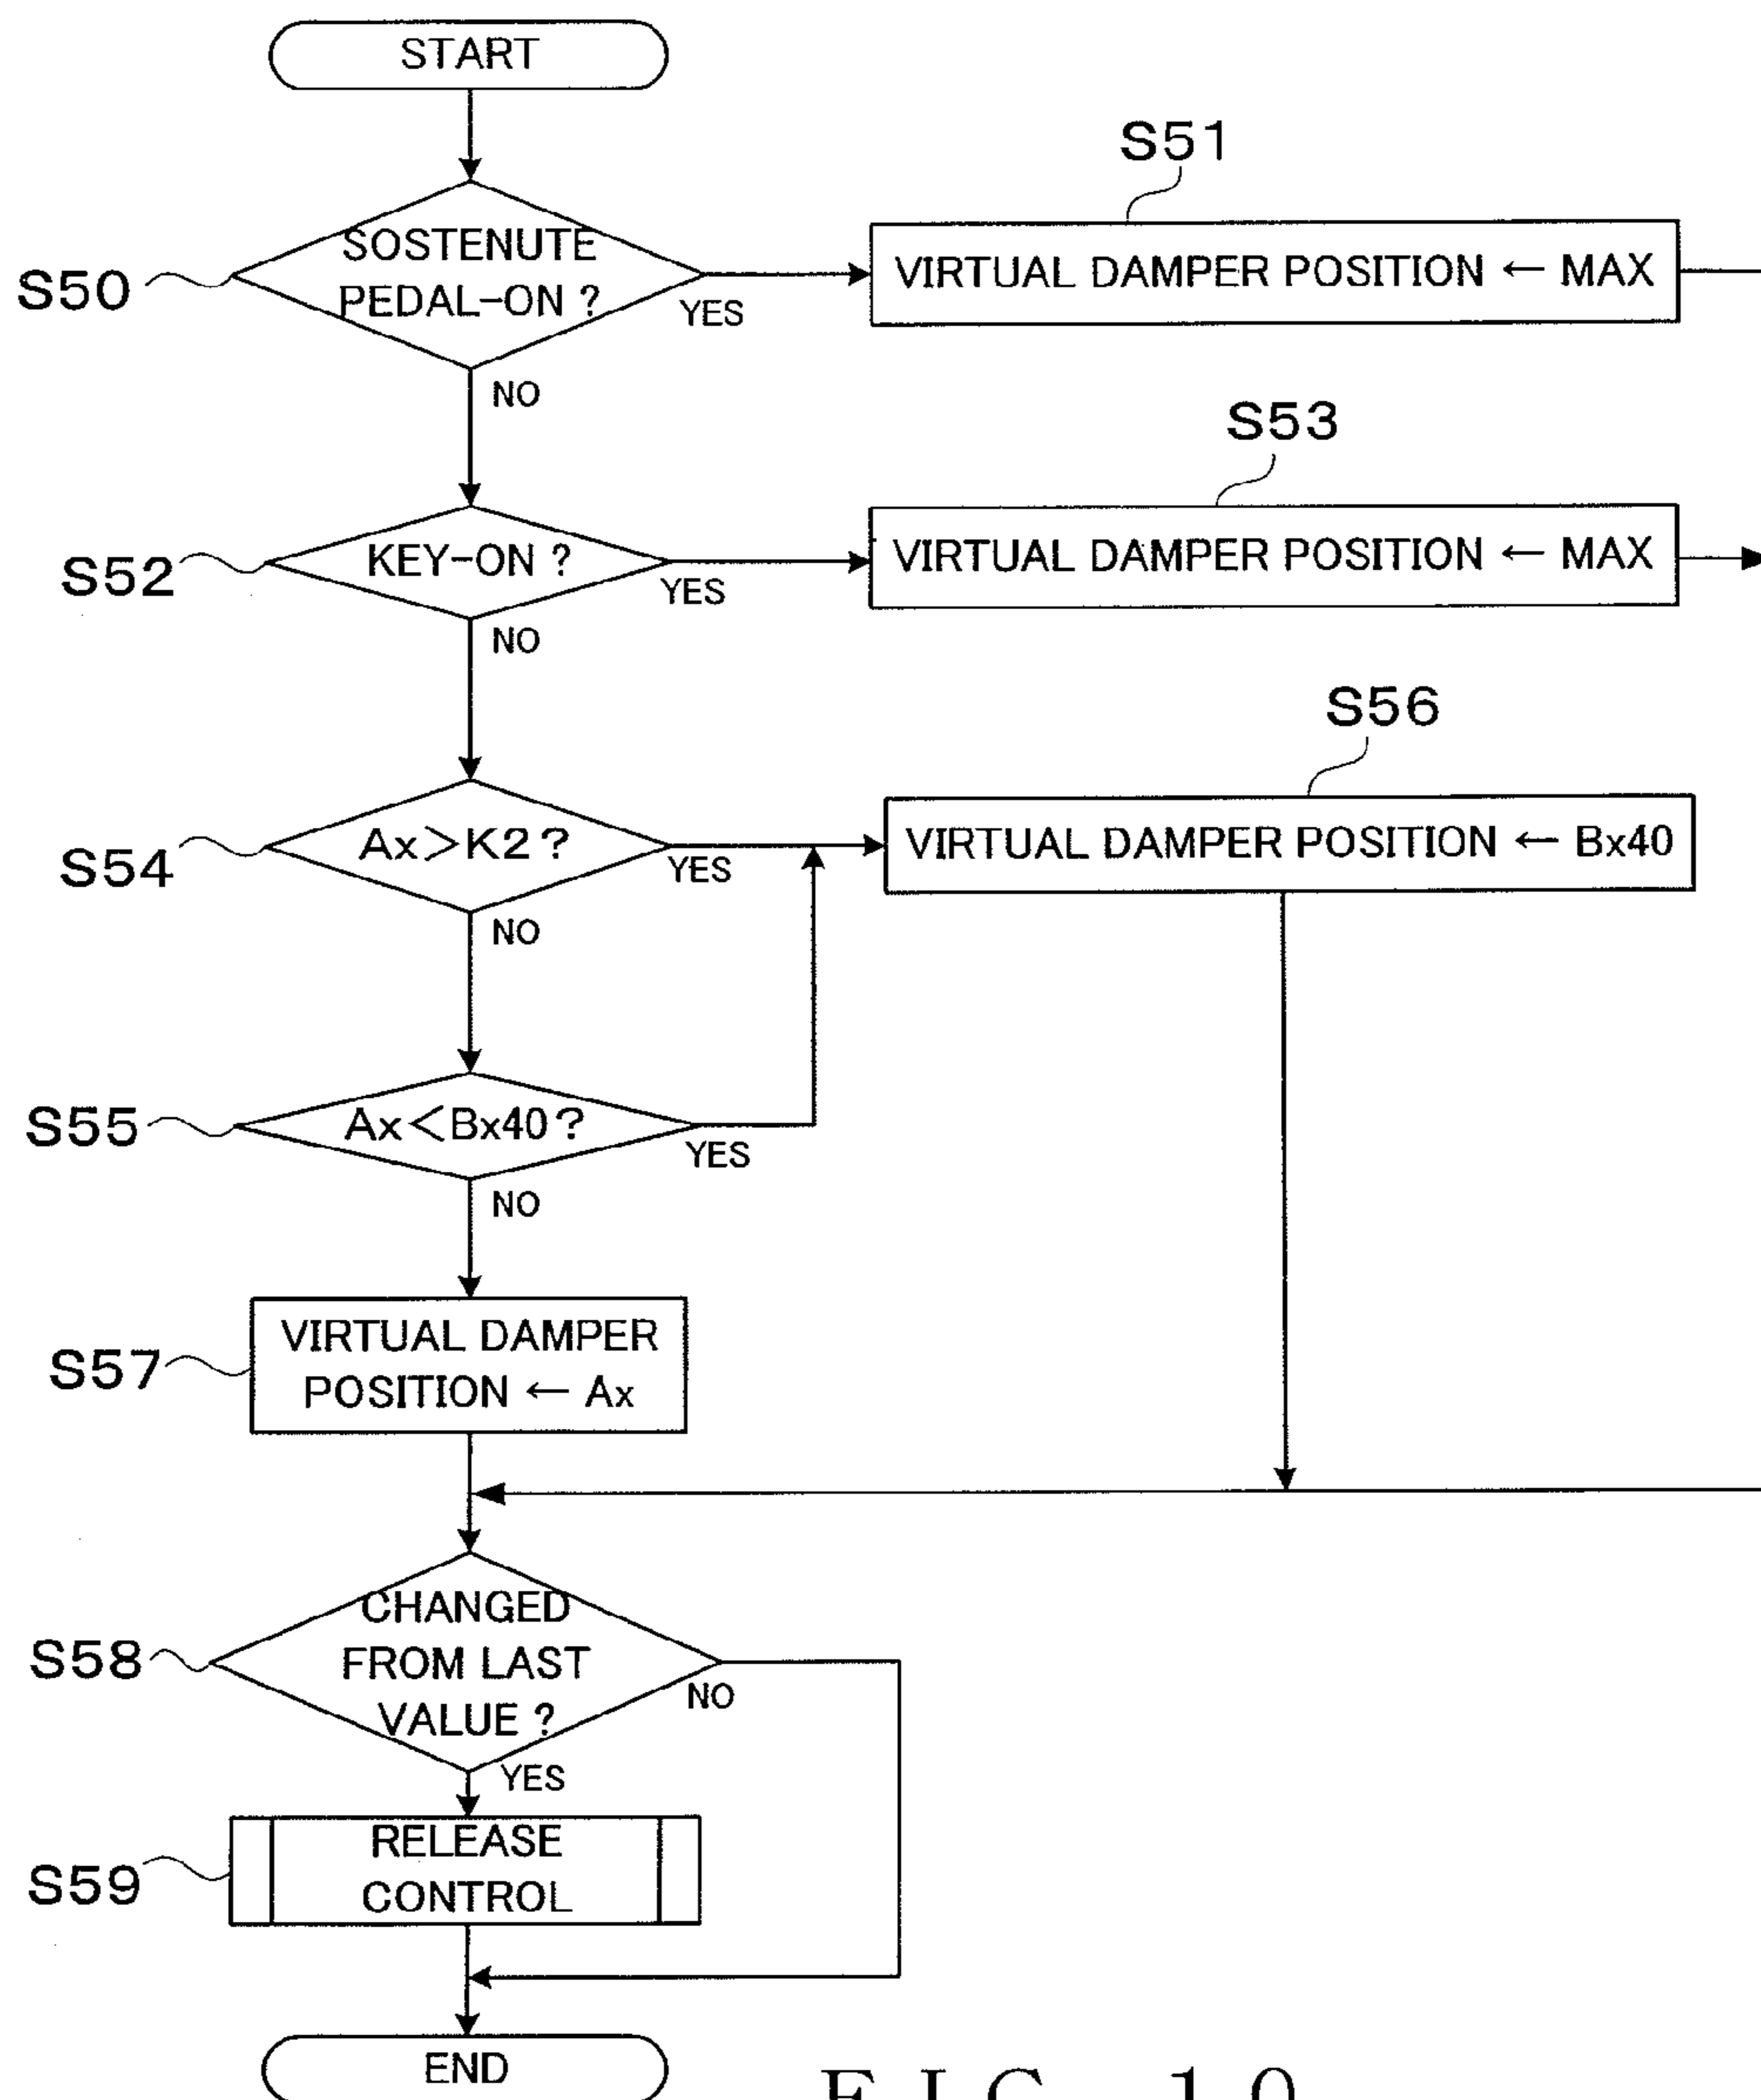 START
S51
SOSTENUTE
PEDAL-ON ?
S50
YES
VIRTUAL DAMPER POSITION ← MAX
NO
S53
KEY-ON ?
S52
YES
VIRTUAL DAMPER POSITION ← MAX
NO
S56
Ax>K2?
S54
YES
VIRTUAL DAMPER POSITION ← Bx40
NO
Ax<Bx40?
S55
YES
NO
VIRTUAL DAMPER
POSITION ← Ax
S57
CHANGED
FROM LAST
VALUE ?
S58
NO
YES
RELEASE
CONTROL
S59
END
FIG. 10